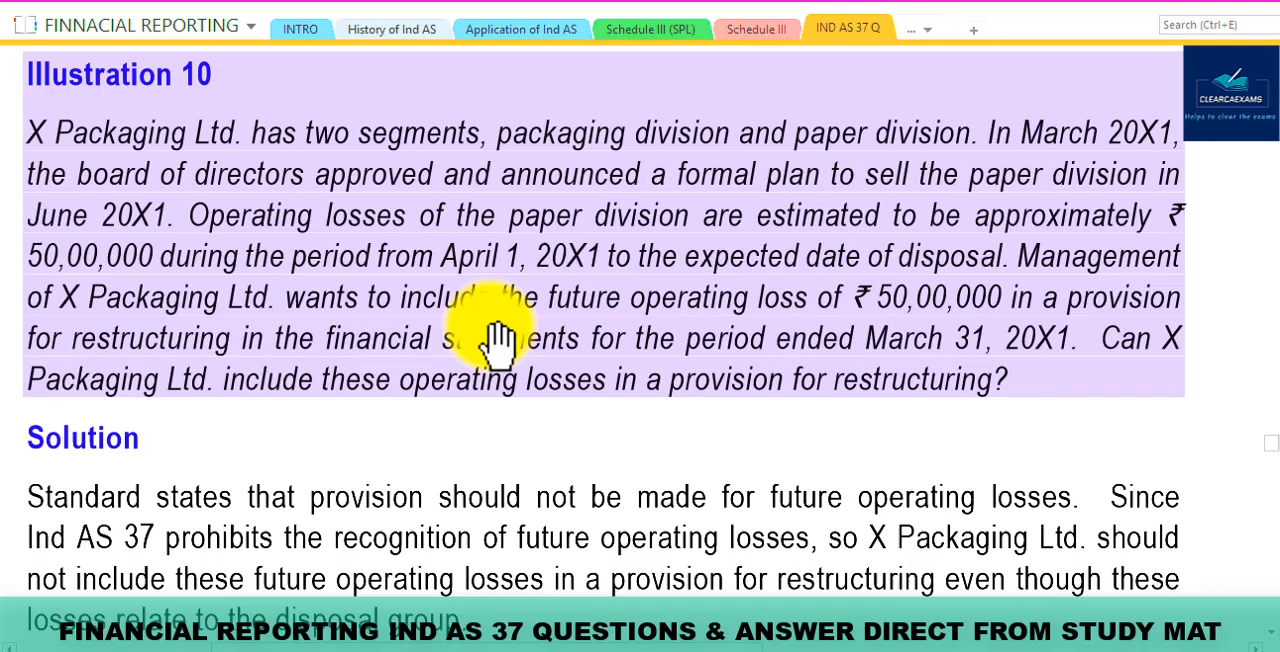 FINNACIAL REPORTING
INTRO
History of Ind AS
Application of Ind AS
Schedule III (SPL)
Schedule III
IND AS 37 Q
...
+
Search (Ctrl+E)
CLEARCAEXAMS
Helps to clear the exams
Illustration 10
X Packaging Ltd. has two segments, packaging division and paper division. In March 20X1,
the board of directors approved and announced a formal plan to sell the paper division in
June 20X1. Operating losses of the paper division are estimated to be approximately ₹
50,00,000 during the period from April 1, 20X1 to the expected date of disposal. Management
of X Packaging Ltd. wants to include the future operating loss of ₹ 50,00,000 in a provision
for restructuring in the financial statements for the period ended March 31, 20X1. Can X
Packaging Ltd. include these operating losses in a provision for restructuring?
Solution
Standard states that provision should not be made for future operating losses. Since
Ind AS 37 prohibits the recognition of future operating losses, so X Packaging Ltd. should
not include these future operating losses in a provision for restructuring even though these
losses relate to the disposal group.
FINANCIAL REPORTING IND AS 37 QUESTIONS & ANSWER DIRECT FROM STUDY MAT